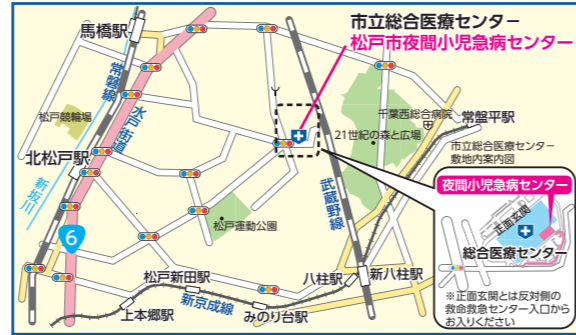 市立総合医療センター
松戸市夜間小児急病センター
馬橋駅
常磐線
水戸街道
松戸競輪場
北松戸駅
新坂川
6
千葉西総合病院
常盤平駅
21世紀の森と広場
市立総合医療センター
敷地内案内図
夜間小児急病センター
正面玄関
総合医療センター
※正面玄関とは反対側の
救命救急センター入口から
お入りください
武蔵野線
松戸運動公園
松戸新田駅
八柱駅
新八柱駅
新京成線
上本郷駅
みのり台駅